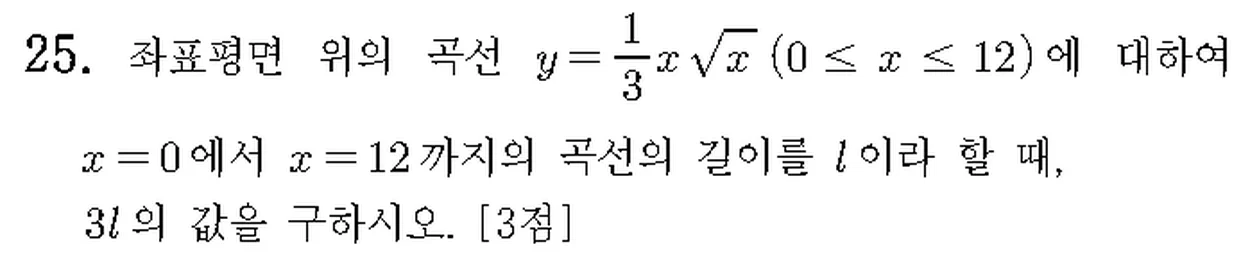 25. 좌표평면 위의 곡선 $y=\frac{1}{3}x\sqrt{x}$ (0 ≤ x ≤ 12)에 대하여
x=0에서 x=12까지의 곡선의 길이를 l이라 할 때,
3l의 값을 구하시오. [3점]